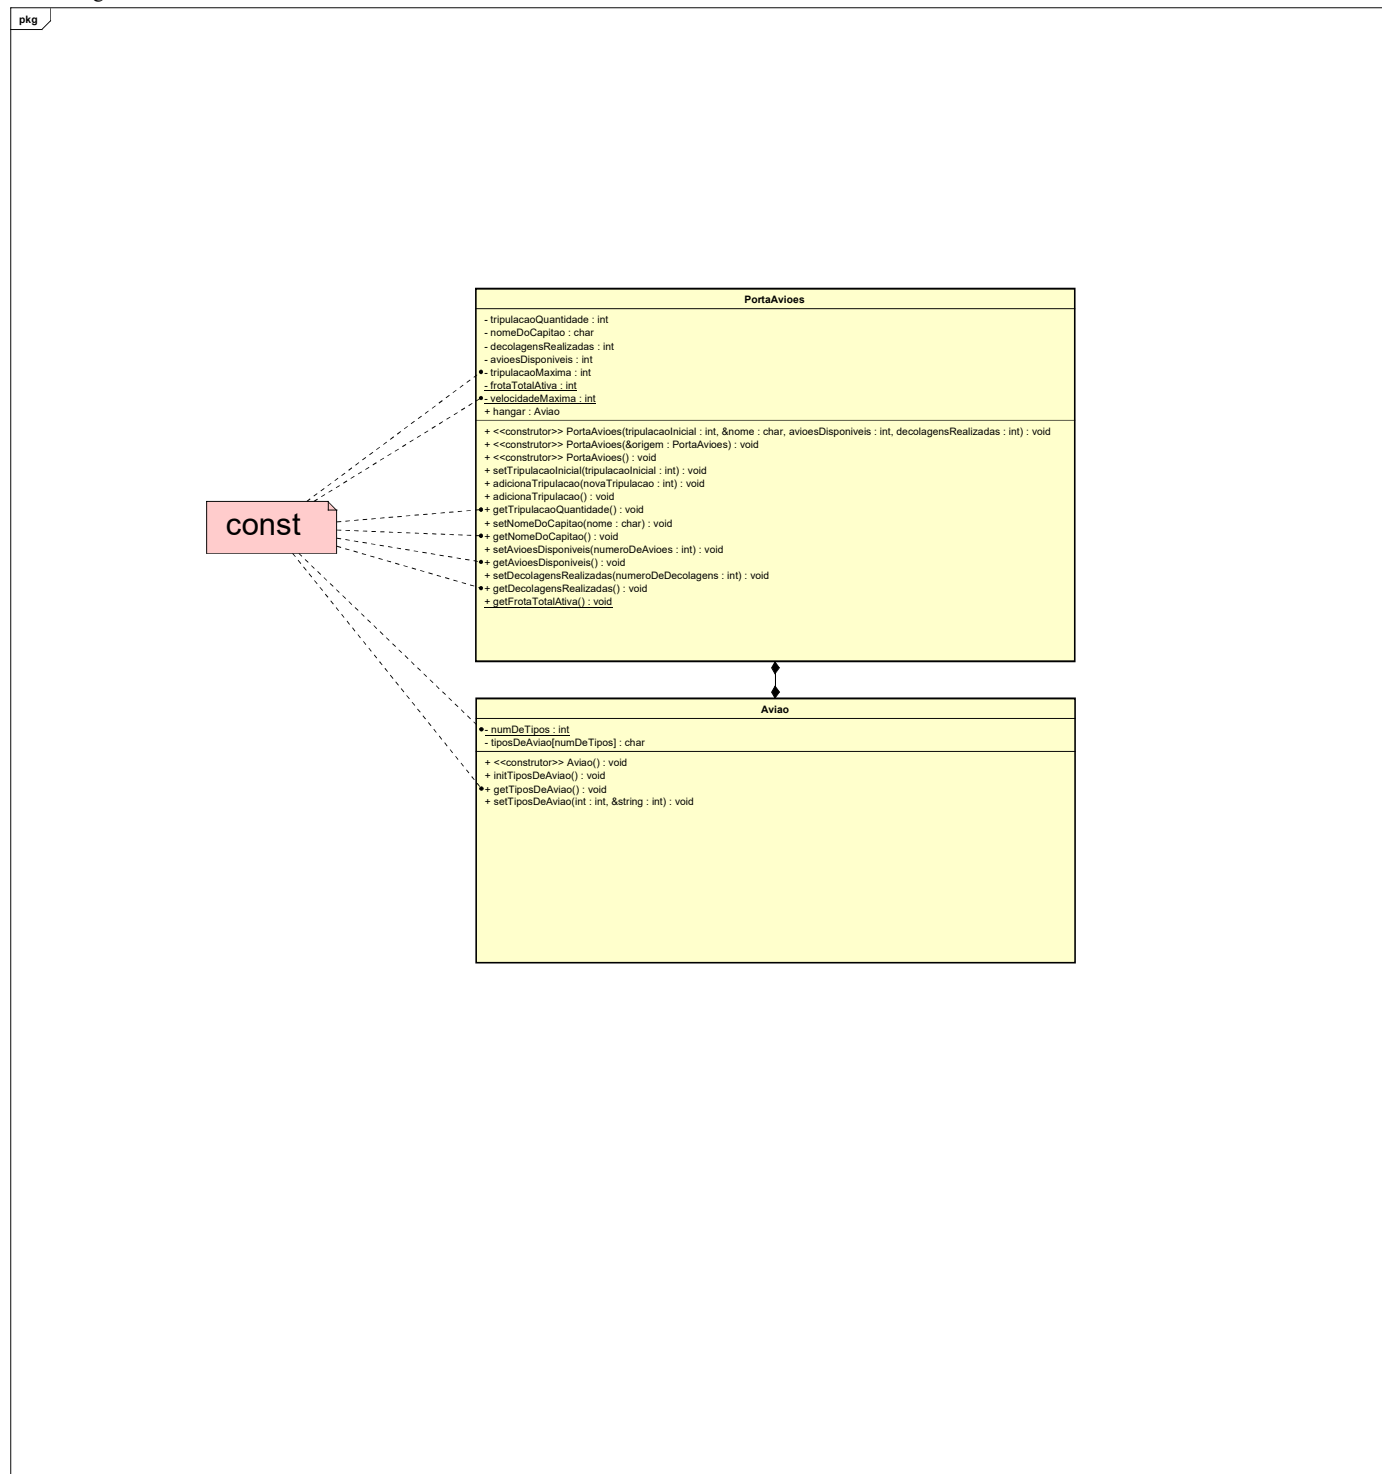 pkg
PortaAvioes
- tripulacaoQuantidade : int
- nomeDoCapitao : char
- decolagensRealizadas : int
- avioesDisponiveis : int
- tripulacaoMaxima : int
- frotaTotalAtiva : int
- velocidadeMaxima : int
+ hangar : Aviao
+ <<construtor>> PortaAvioes(tripulacaoInicial : int, &nome : char, avioesDisponiveis : int, decolagensRealizadas : int) : void
+ <<construtor>> PortaAvioes(&origem : PortaAvioes) : void
+ <<construtor>> PortaAvioes() : void
+ setTripulacaoInicial(tripulacaoInicial : int) : void
+ adicionaTripulacao(novaTripulacao : int) : void
+ adicionaTripulacao() : void
+ getTripulacaoQuantidade() : void
+ setNomeDoCapitao(nome : char) : void
+ getNomeDoCapitao() : void
+ setAvioesDisponiveis(numeroDeAvioes : int) : void
+ getAvioesDisponiveis() : void
+ setDecolagensRealizadas(numeroDeDecolagens : int) : void
+ getDecolagensRealizadas() : void
+ getFrotaTotalAtiva() : void
const
Aviao
- numDeTipos : int
- tiposDeAviao[numDeTipos] : char
+ <<construtor>> Aviao() : void
+ initTiposDeAviao() : void
+ getTiposDeAviao() : void
+ setTiposDeAviao(int : int, &string : int) : void